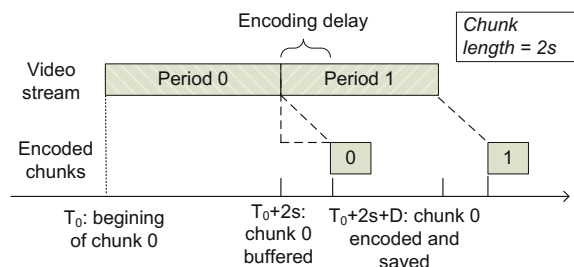 Encoding delay
Chunk
length = 2s
Video
stream
Period 0
Period 1
Encoded
chunks
0
1
T₀: begining
of chunk 0
T₀+2s:
chunk 0
buffered
T₀+2s+D: chunk 0
encoded and
saved